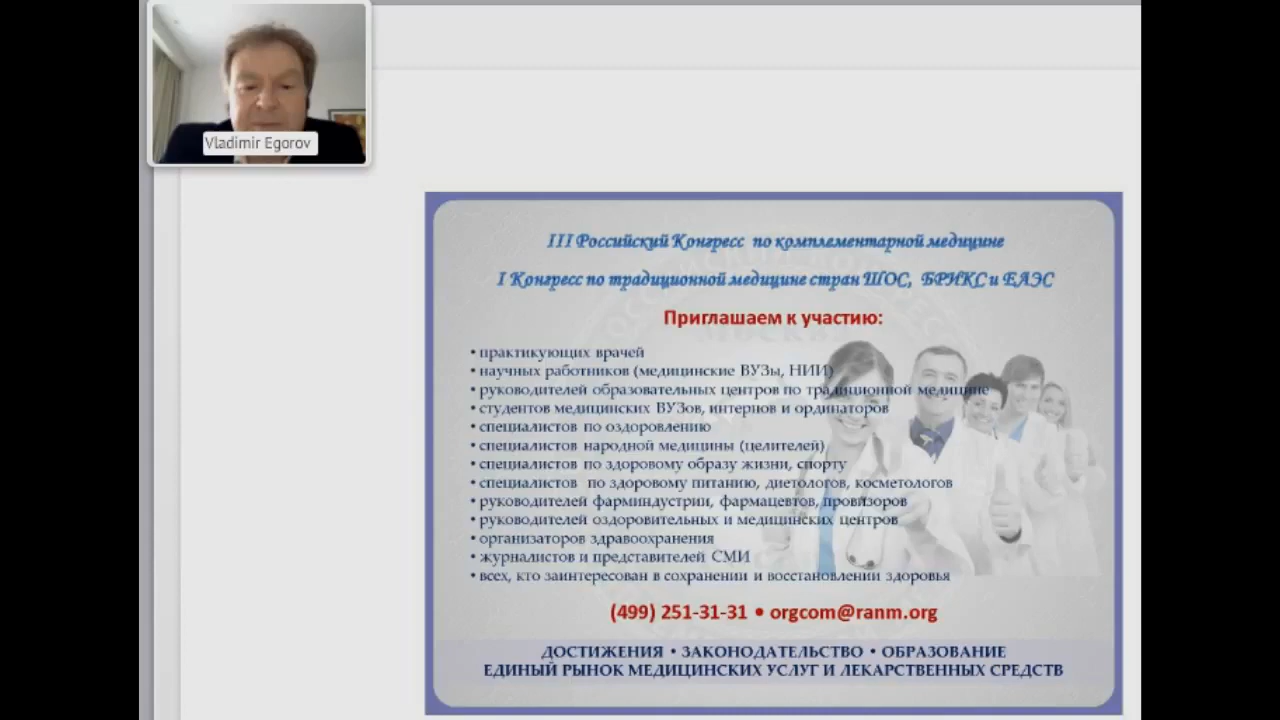 Vladimir Egorov
III Российский Конгресс по комплементарной медицине
I Конгресс по традиционной медицине стран ШОС, БРИКС и ЕАЭС
Приглашаем к участию:
• практикующих врачей
• научных работников (медицинские ВУЗы, НИИ)
• руководителей образовательных центров по традиционной медицине
• студентов медицинских ВУЗов, интернов и ординаторов
• специалистов по оздоровлению
• специалистов народной медицины (целителей)
• специалистов по здоровому образу жизни, спорту
• специалистов по здоровому питанию, диетологов, косметологов
• руководителей фарминдустрии, фармацевтов, провизоров
• руководителей оздоровительных и медицинских центров
• организаторов здравоохранения
• журналистов и представителей СМИ
• всех, кто заинтересован в сохранении и восстановлении здоровья
(499) 251-31-31 • orgcom@ranm.org
ДОСТИЖЕНИЯ • ЗАКОНОДАТЕЛЬСТВО • ОБРАЗОВАНИЕ
ЕДИНЫЙ РЫНОК МЕДИЦИНСКИХ УСЛУГ И ЛЕКАРСТВЕННЫХ СРЕДСТВ